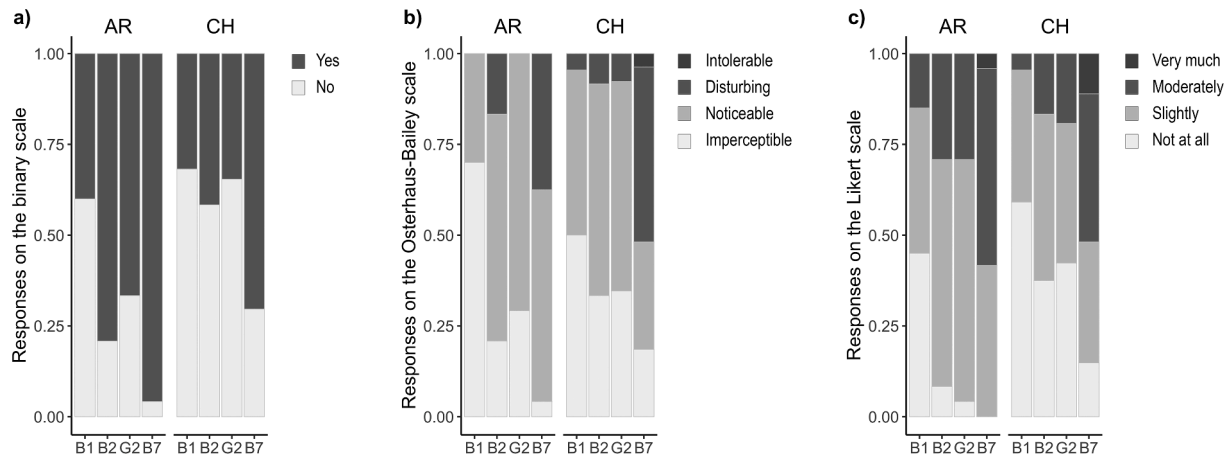 a)
AR CH
Responses on the binary scale
1.00
0.75
0.50
0.25
0.00
B1 B2 G2 B7 B1 B2 G2 B7
Yes
No
b)
AR CH
Responses on the Osterhaus-Bailey scale
1.00
0.75
0.50
0.25
0.00
B1 B2 G2 B7 B1 B2 G2 B7
Intolerable
Disturbing
Noticeable
Imperceptible
c)
AR CH
Responses on the Likert scale
1.00
0.75
0.50
0.25
0.00
B1 B2 G2 B7 B1 B2 G2 B7
Very much
Moderately
Slightly
Not at all